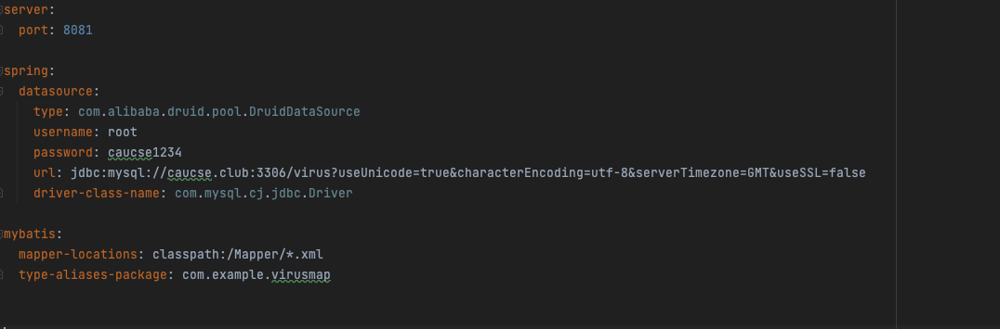 server:
  port: 8081
spring:
  datasource:
    type: com.alibaba.druid.pool.DruidDataSource
    username: root
    password: caucse1234
    url: jdbc:mysql://caucse.club:3306/virus?useUnicode=true&characterEncoding=utf-8&serverTimezone=GMT&useSSL=false
    driver-class-name: com.mysql.cj.jdbc.Driver
mybatis:
  mapper-locations: classpath:/Mapper/*.xml
  type-aliases-package: com.example.virusmap